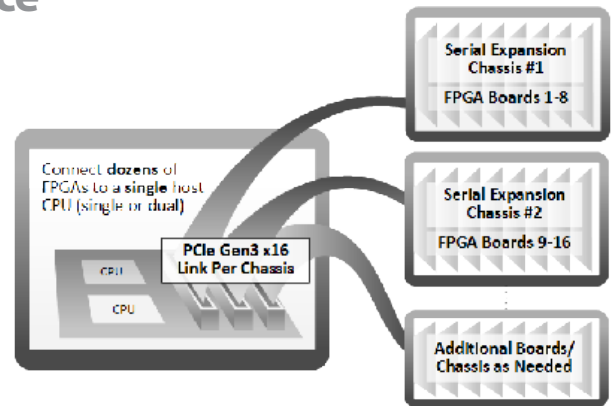 Serial Expansion
Chassis #1
FPGA Boards 1-8
Connect dozens of
FPGAs to a single host
CPU (single or dual)
PCIe Gen3 x16
Link Per Chassis
CPU
CPU
Serial Expansion
Chassis #2
FPGA Boards 9-16
Additional Boards/
Chassis as Needed